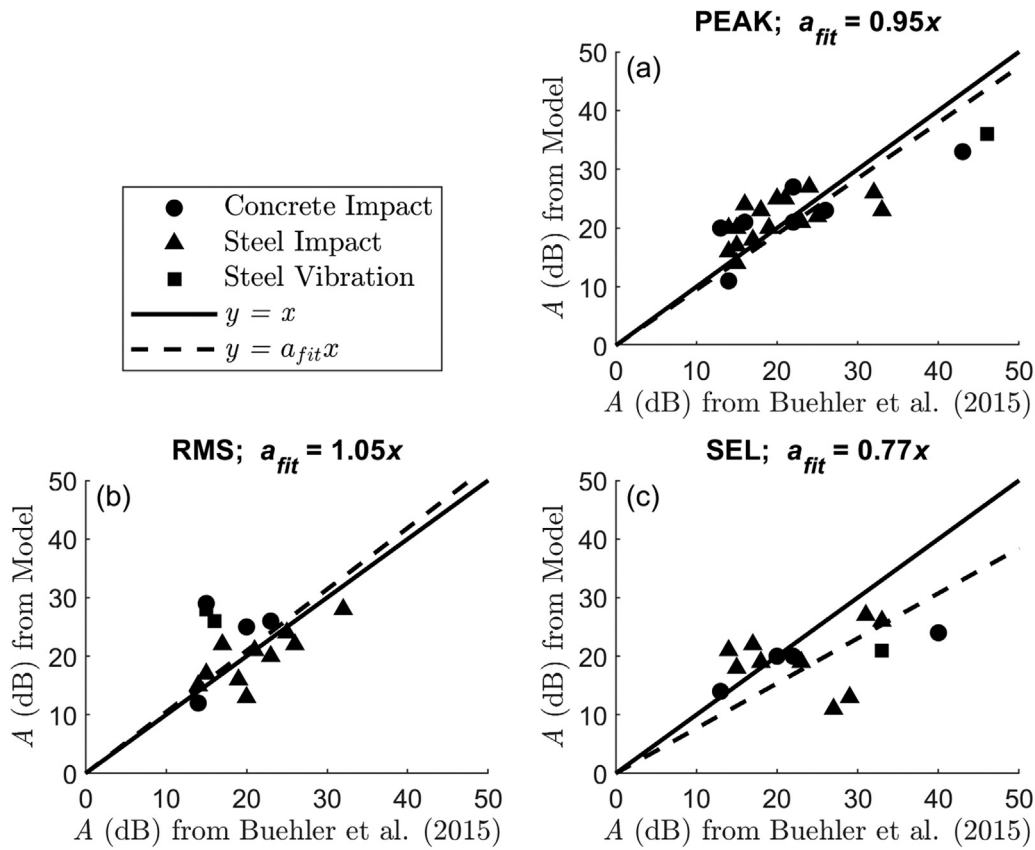 PEAK; a_fit = 0.95x
(a)
50
40
30
20
10
0
A (dB) from Model
0 10 20 30 40 50
A (dB) from Buehler et al. (2015)
Concrete Impact
Steel Impact
Steel Vibration
y = x
y = a_fit x
RMS; a_fit = 1.05x
(b)
50
40
30
20
10
0
A (dB) from Model
0 10 20 30 40 50
A (dB) from Buehler et al. (2015)
SEL; a_fit = 0.77x
(c)
50
40
30
20
10
0
A (dB) from Model
0 10 20 30 40 50
A (dB) from Buehler et al. (2015)